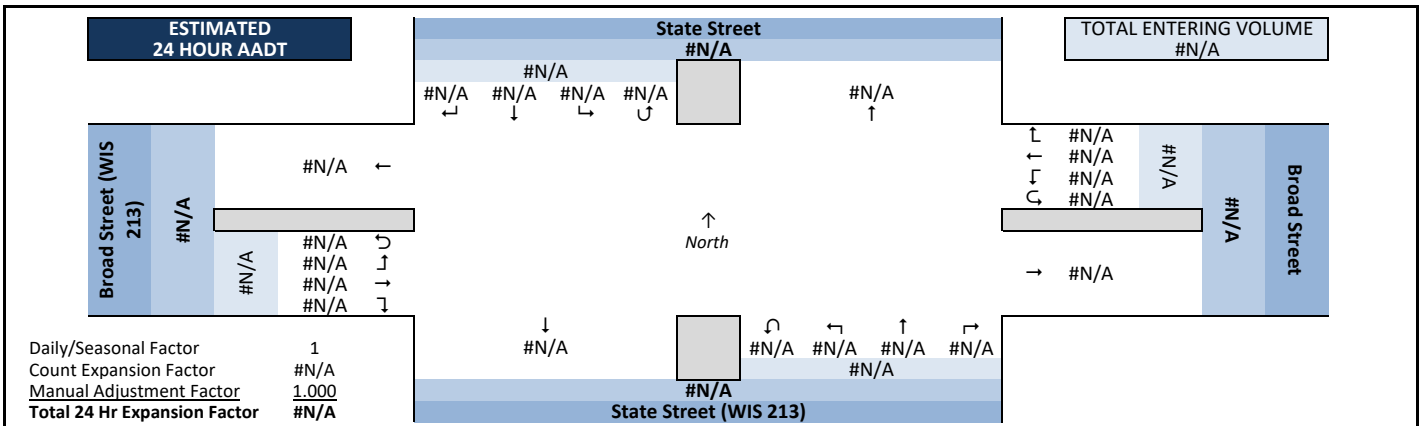 ESTIMATED
24 HOUR AADT
State Street
#N/A
TOTAL ENTERING VOLUME
#N/A
#N/A
#N/A #N/A #N/A #N/A
↵ ↓ ↳ ↺
#N/A
↑
Broad Street (WIS 213)
#N/A
#N/A ←
#N/A
#N/A ⮌
#N/A ↑
#N/A →
#N/A ↴
↑
North
↑ #N/A
← #N/A
↓ #N/A
⮎ #N/A
#N/A
→ #N/A
#N/A
Broad Street
Daily/Seasonal Factor 1
Count Expansion Factor #N/A
Manual Adjustment Factor 1.000
Total 24 Hr Expansion Factor #N/A
↓
#N/A
↶ ↰ ↑ ↱
#N/A #N/A #N/A #N/A
#N/A
#N/A
State Street (WIS 213)